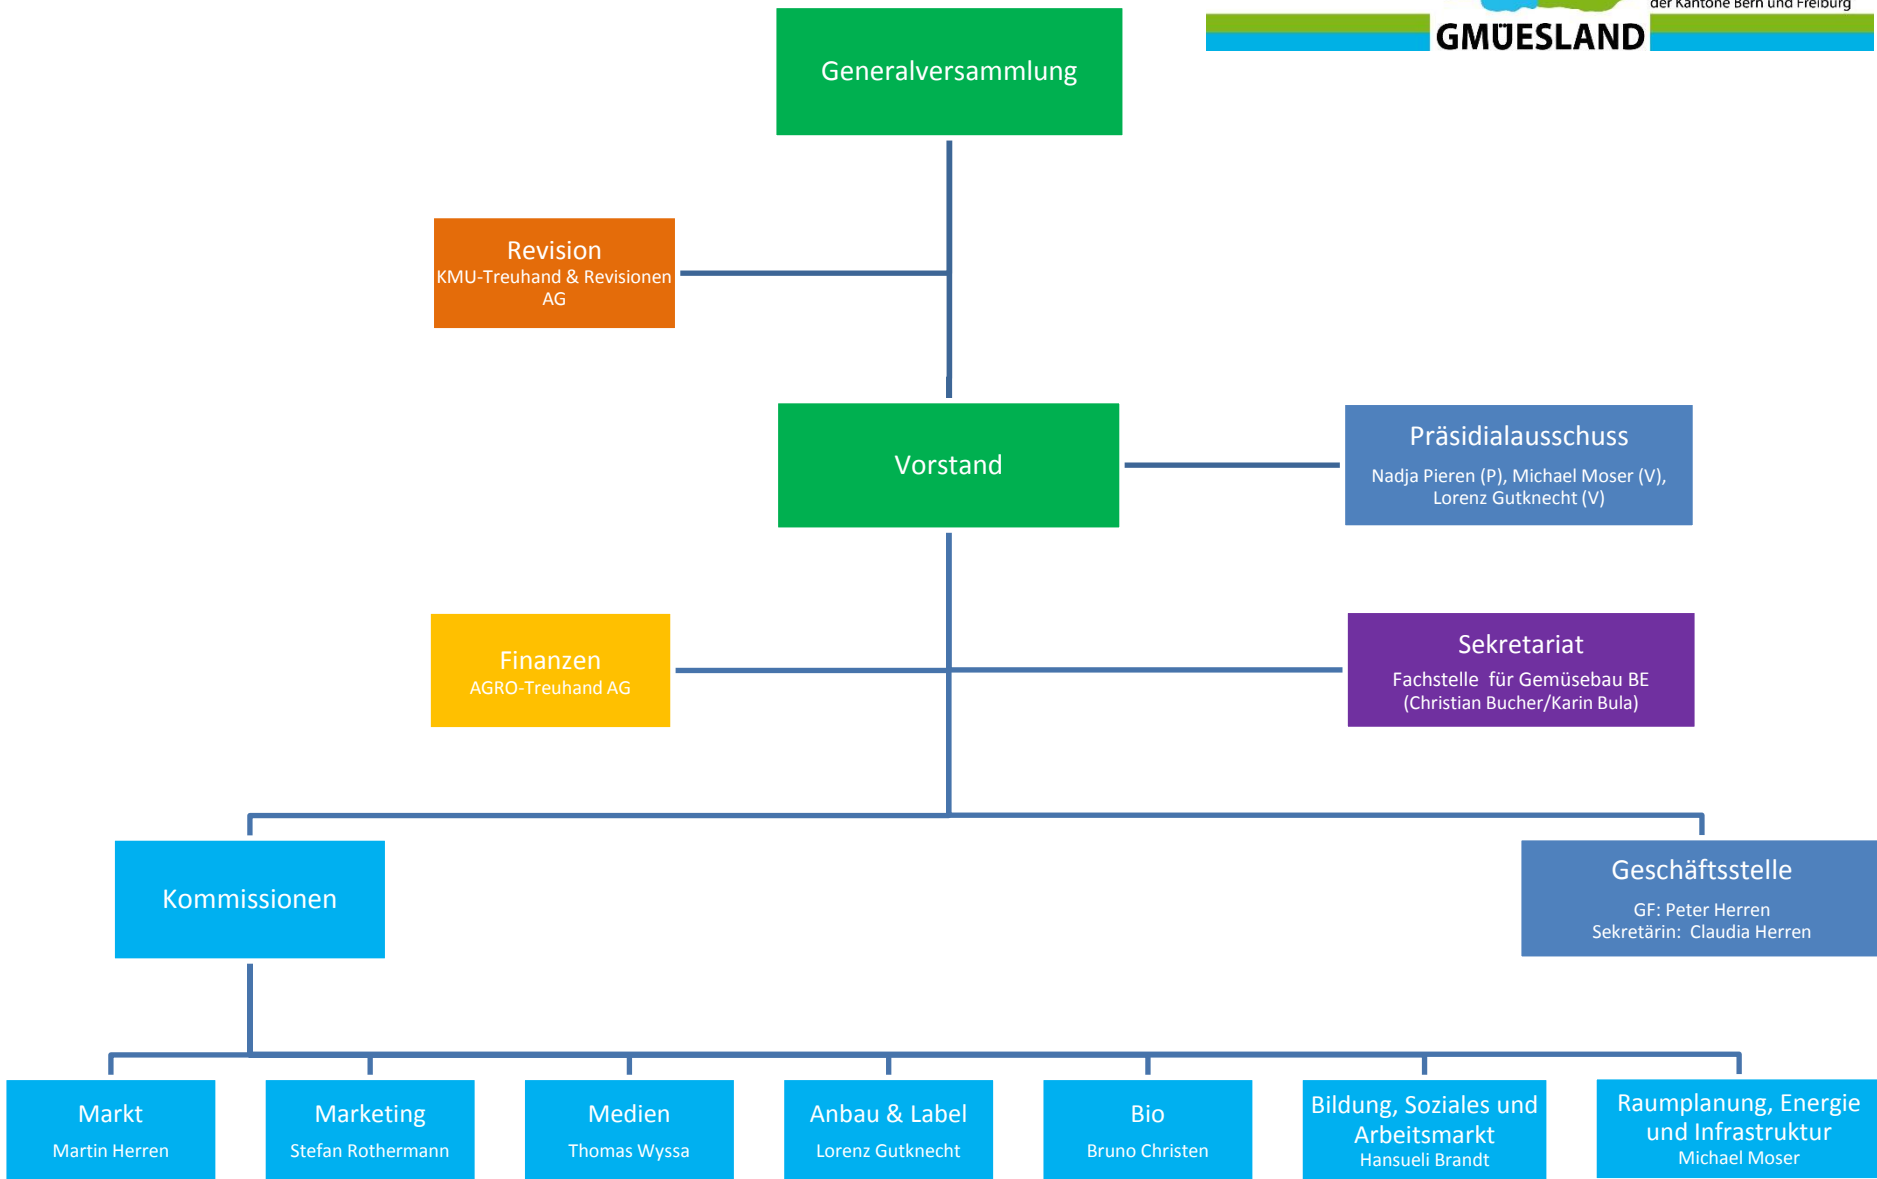 der Kantone Bern und Freiburg
GMÜESLAND
Generalversammlung
Revision
KMU-Treuhand & Revisionen
AG
Vorstand
Präsidialausschuss
Nadja Pieren (P), Michael Moser (V),
Lorenz Gutknecht (V)
Finanzen
AGRO-Treuhand AG
Sekretariat
Fachstelle für Gemüsebau BE
(Christian Bucher/Karin Bula)
Kommissionen
Geschäftsstelle
GF: Peter Herren
Sekretärin: Claudia Herren
Markt
Martin Herren
Marketing
Stefan Rothermann
Medien
Thomas Wyssa
Anbau & Label
Lorenz Gutknecht
Bio
Bruno Christen
Bildung, Soziales und
Arbeitsmarkt
Hansueli Brandt
Raumplanung, Energie
und Infrastruktur
Michael Moser